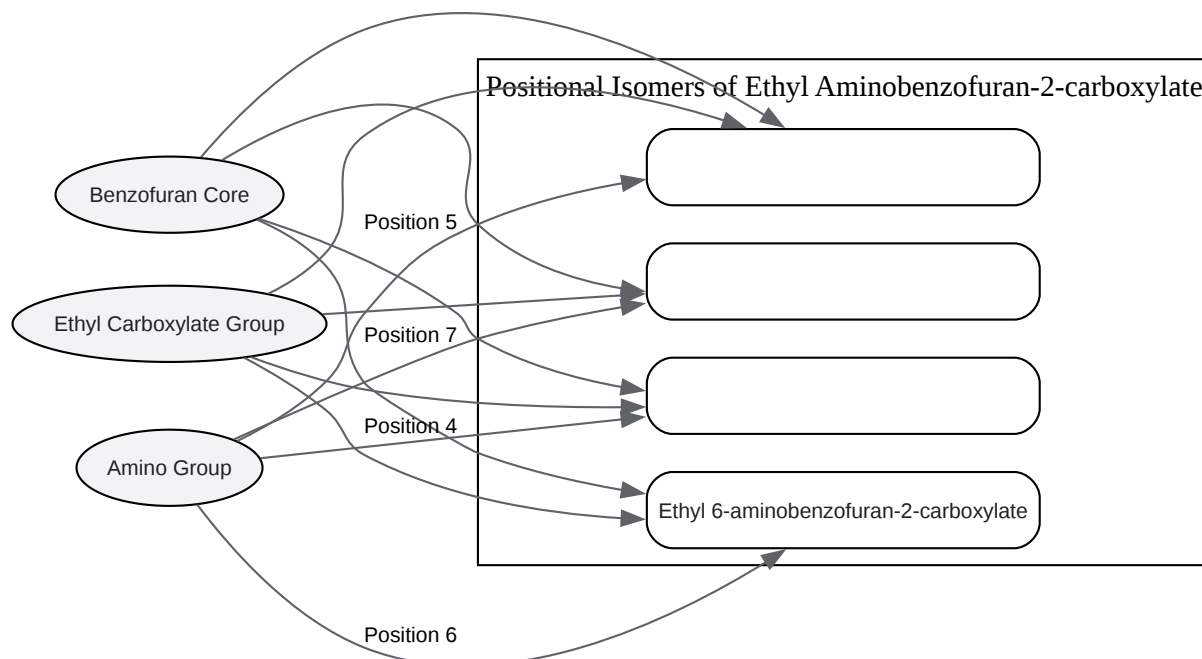 Positional Isomers of Ethyl Aminobenzofuran-2-carboxylate
Benzofuran Core
Position 5
Ethyl Carboxylate Group
Position 7
Position 4
Amino Group
Ethyl 6-aminobenzofuran-2-carboxylate
Position 6